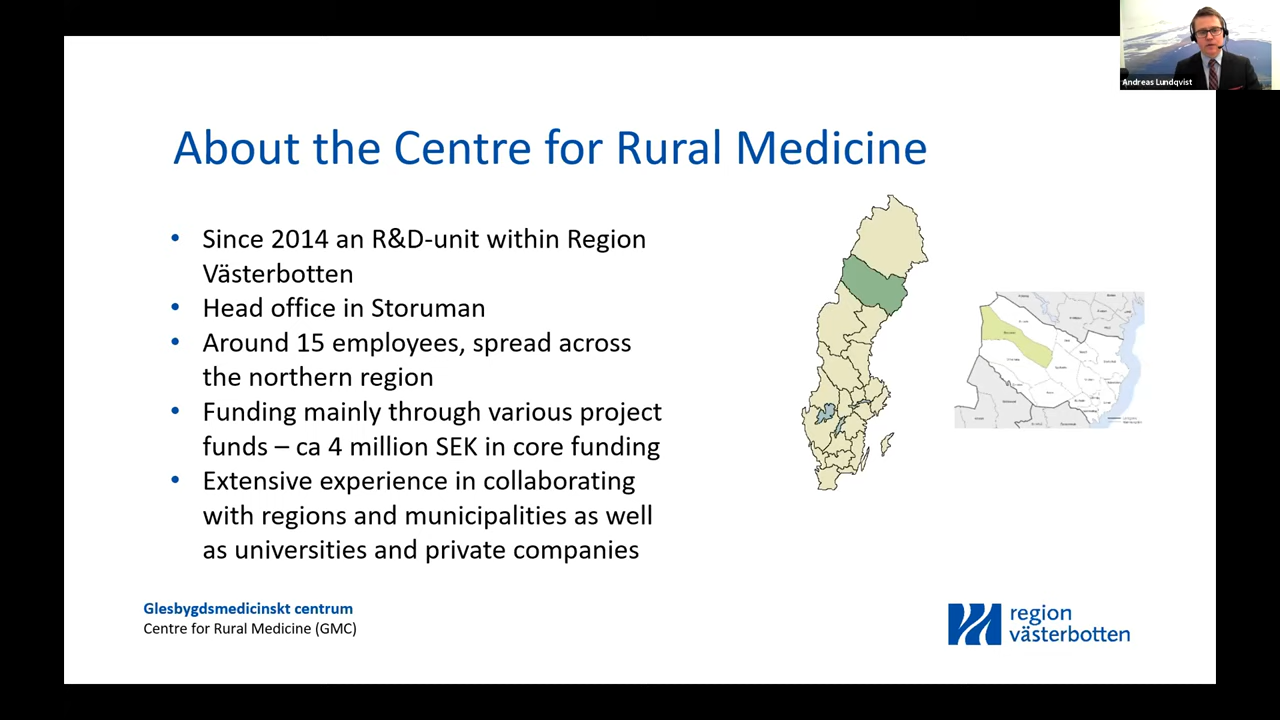 Andreas Lundqvist
About the Centre for Rural Medicine
• Since 2014 an R&D-unit within Region
Västerbotten
• Head office in Storuman
• Around 15 employees, spread across
the northern region
• Funding mainly through various project
funds – ca 4 million SEK in core funding
• Extensive experience in collaborating
with regions and municipalities as well
as universities and private companies
Glesbygdsmedicinskt centrum
Centre for Rural Medicine (GMC)
region
västerbotten